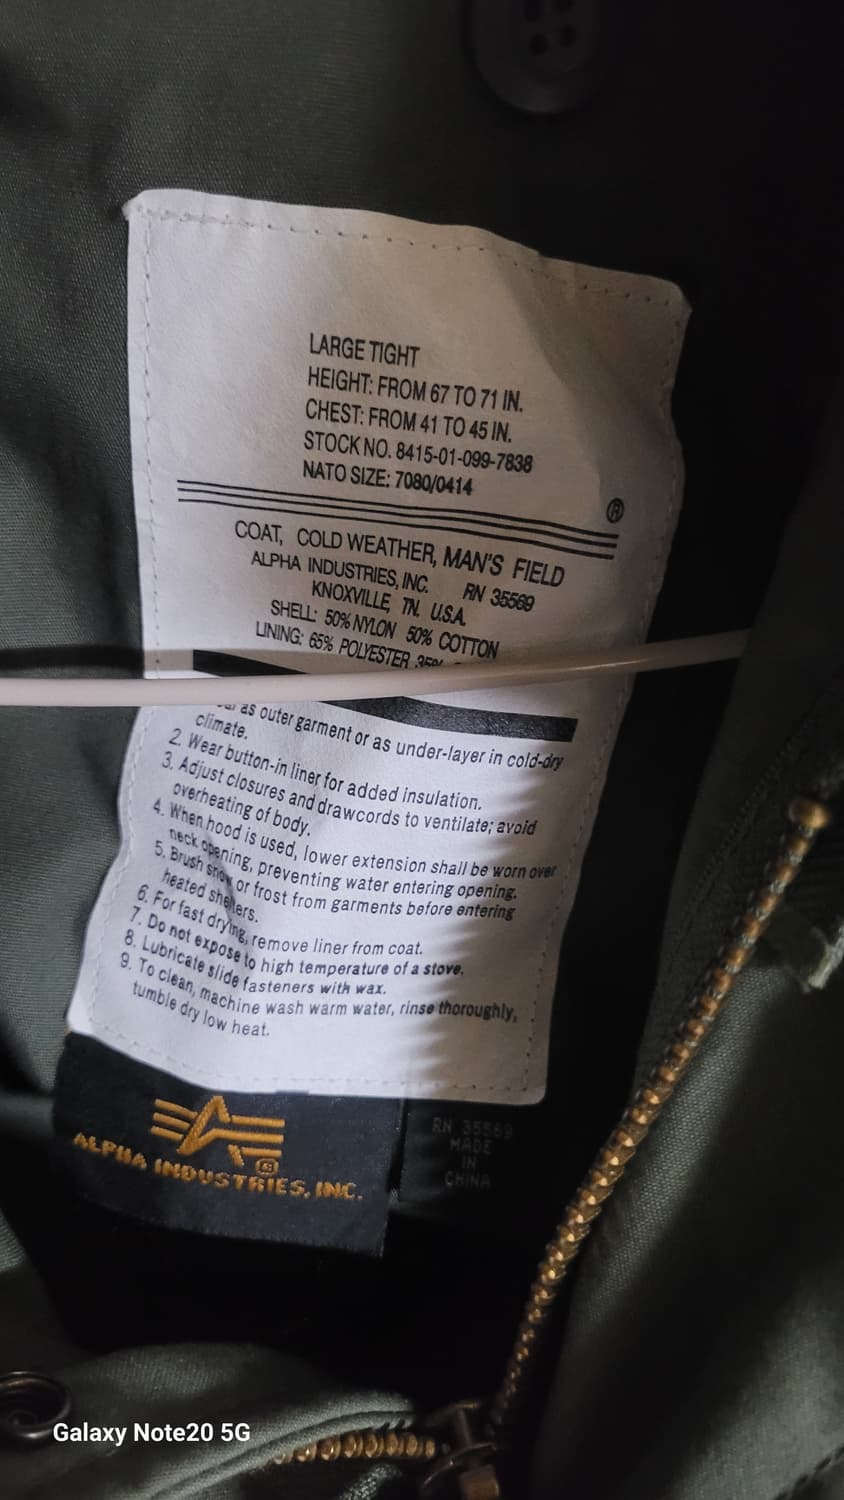 LARGE TIGHT
HEIGHT: FROM 67 TO 71 IN.
CHEST: FROM 41 TO 45 IN.
STOCK NO. 8415-01-099-7838
NATO SIZE: 7080/0414
®
COAT, COLD WEATHER, MAN'S FIELD
ALPHA INDUSTRIES, INC. RN 35569
KNOXVILLE, TN. U.S.A.
SHELL: 50% NYLON 50% COTTON
LINING: 65% POLYESTER 35%
as outer garment or as under-layer in cold-dry
climate.
2. Wear button-in liner for added insulation.
3. Adjust closures and drawcords to ventilate; avoid
overheating of body.
4. When hood is used, lower extension shall be worn over
neck opening, preventing water entering opening.
5. Brush snow or frost from garments before entering
heated shelters.
6. For fast drying, remove liner from coat.
7. Do not expose to high temperature of a stove.
8. Lubricate slide fasteners with wax.
9. To clean, machine wash warm water, rinse thoroughly,
tumble dry low heat.
ALPHA INDUSTRIES, INC.
®
RN 35569
MADE
IN
CHINA
Galaxy Note20 5G